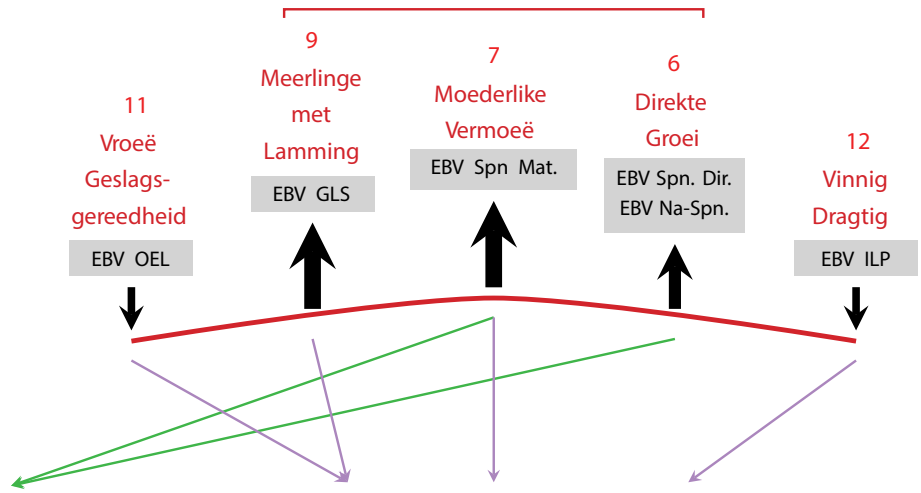 11
Vroeë
Geslags-
gereedheid
EBV OEL
9
Meerlinge
met
Lamming
EBV GLS
7
Moederlike
Vermoeë
EBV Spn Mat.
6
Direkte
Groei
EBV Spn. Dir.
EBV Na-Spn.
12
Vinnig
Dragtig
EBV ILP